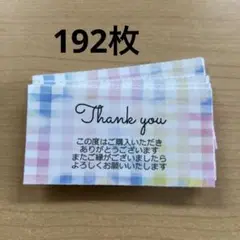 192枚
Thank you
この度はご購入いただき
ありがとうございます
またご縁がございましたら
よろしくお願いいたします